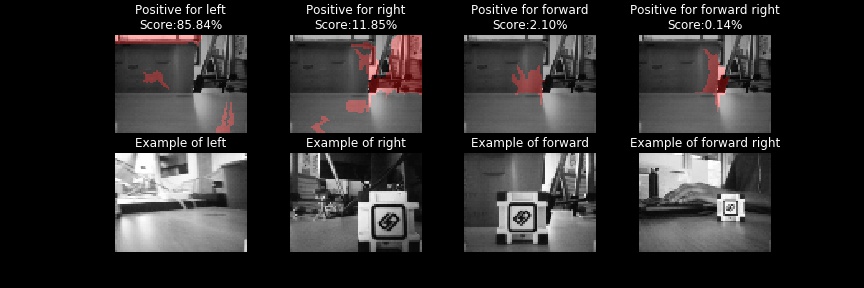 Positive for left
Score:85.84%
Positive for right
Score:11.85%
Positive for forward
Score:2.10%
Positive for forward right
Score:0.14%
Example of left
Example of right
Example of forward
Example of forward right